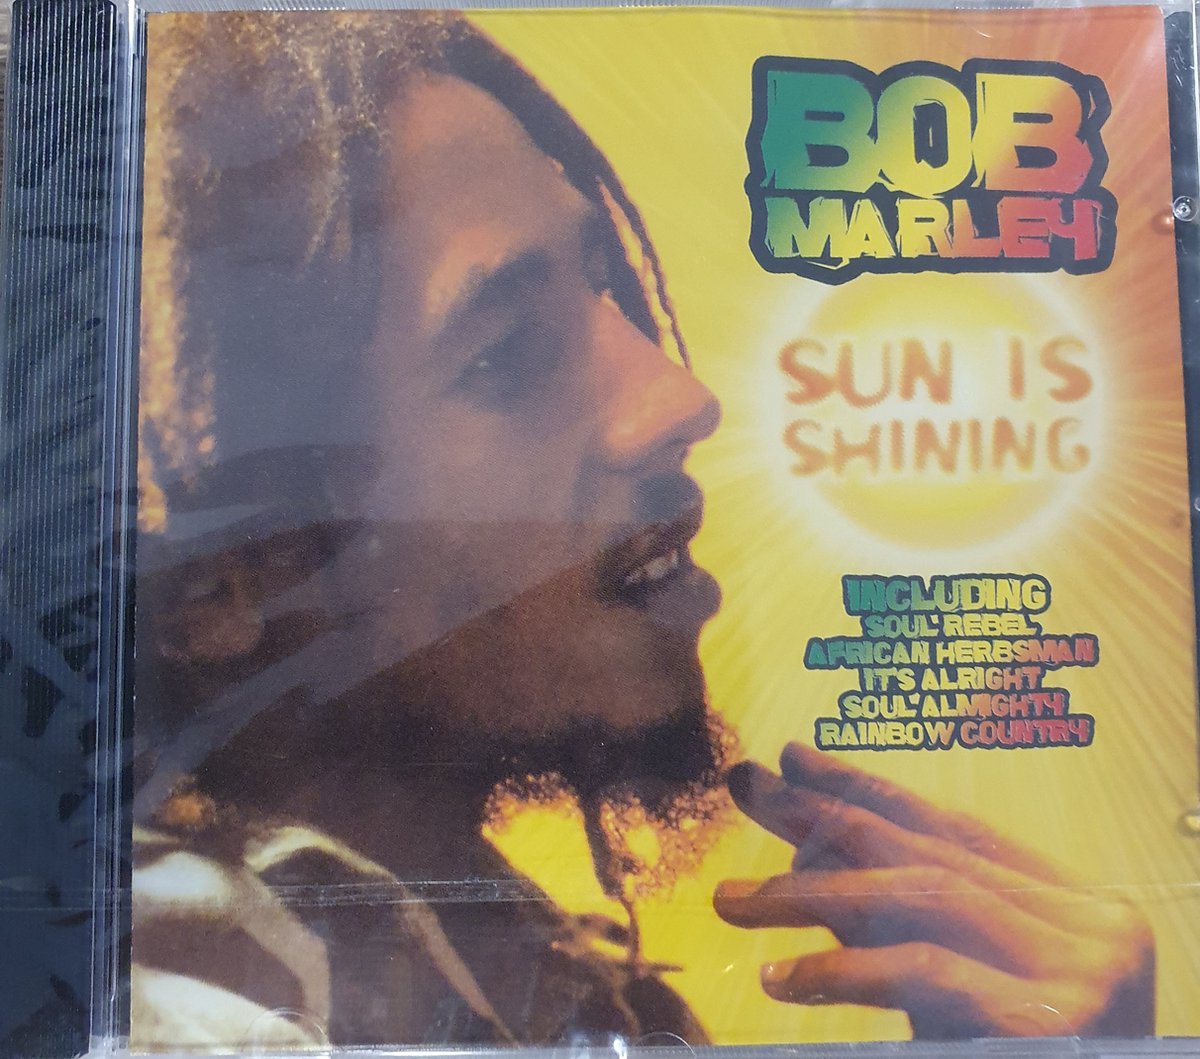 BOB
MARLEY
SUN IS
SHINING
INCLUDING
SOUL REBEL
AFRICAN HERBSMAN
IT'S ALRIGHT
SOUL ALMIGHTY
RAINBOW COUNTRY